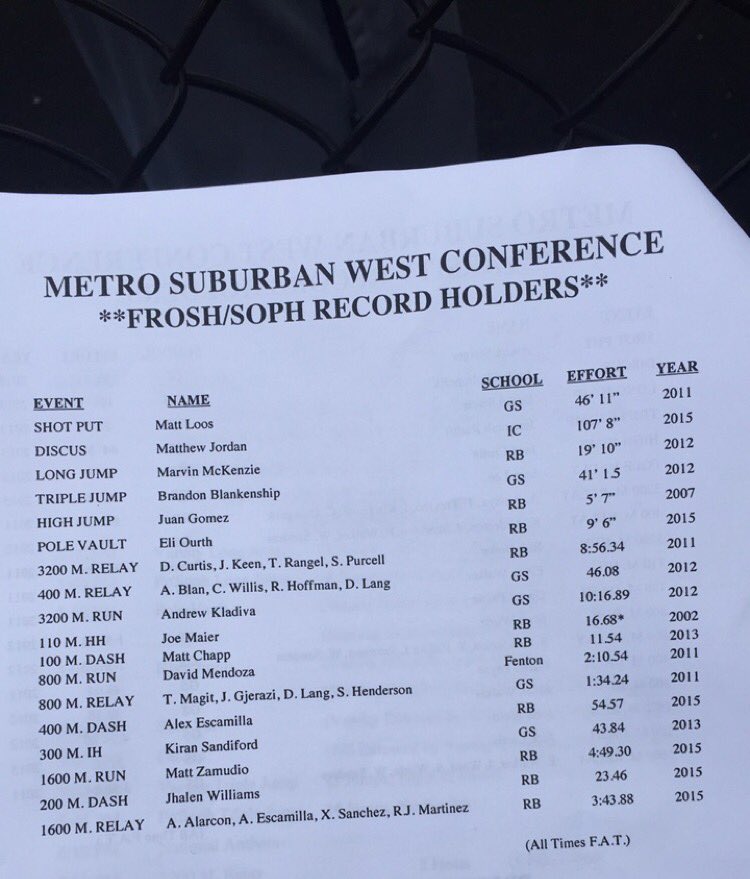 METRO SUBURBAN WEST CONFERENCE
**FROSH/SOPH RECORD HOLDERS**
EVENT NAME SCHOOL EFFORT YEAR
SHOT PUT Matt Loos GS 46' 11" 2011
DISCUS Matthew Jordan IC 107' 8" 2015
LONG JUMP Marvin McKenzie RB 19' 10" 2012
TRIPLE JUMP Brandon Blankenship GS 41' 1.5 2012
HIGH JUMP Juan Gomez RB 5' 7" 2007
POLE VAULT Eli Ourth RB 9' 6" 2015
3200 M. RELAY D. Curtis, J. Keen, T. Rangel, S. Purcell RB 8:56.34 2011
400 M. RELAY A. Blan, C. Willis, R. Hoffman, D. Lang GS 46.08 2012
3200 M. RUN Andrew Kladiva GS 10:16.89 2012
110 M. HH Joe Maier RB 16.68* 2002
100 M. DASH Matt Chapp RB 11.54 2013
800 M. RUN David Mendoza Fenton 2:10.54 2011
800 M. RELAY T. Magit, J. Gjerazi, D. Lang, S. Henderson GS 1:34.24 2011
400 M. DASH Alex Escamilla RB 54.57 2015
300 M. IH Kiran Sandiford GS 43.84 2013
1600 M. RUN Matt Zamudio RB 4:49.30 2015
200 M. DASH Jhalen Williams RB 23.46 2015
1600 M. RELAY A. Alarcon, A. Escamilla, X. Sanchez, R.J. Martinez RB 3:43.88 2015
(All Times F.A.T.)